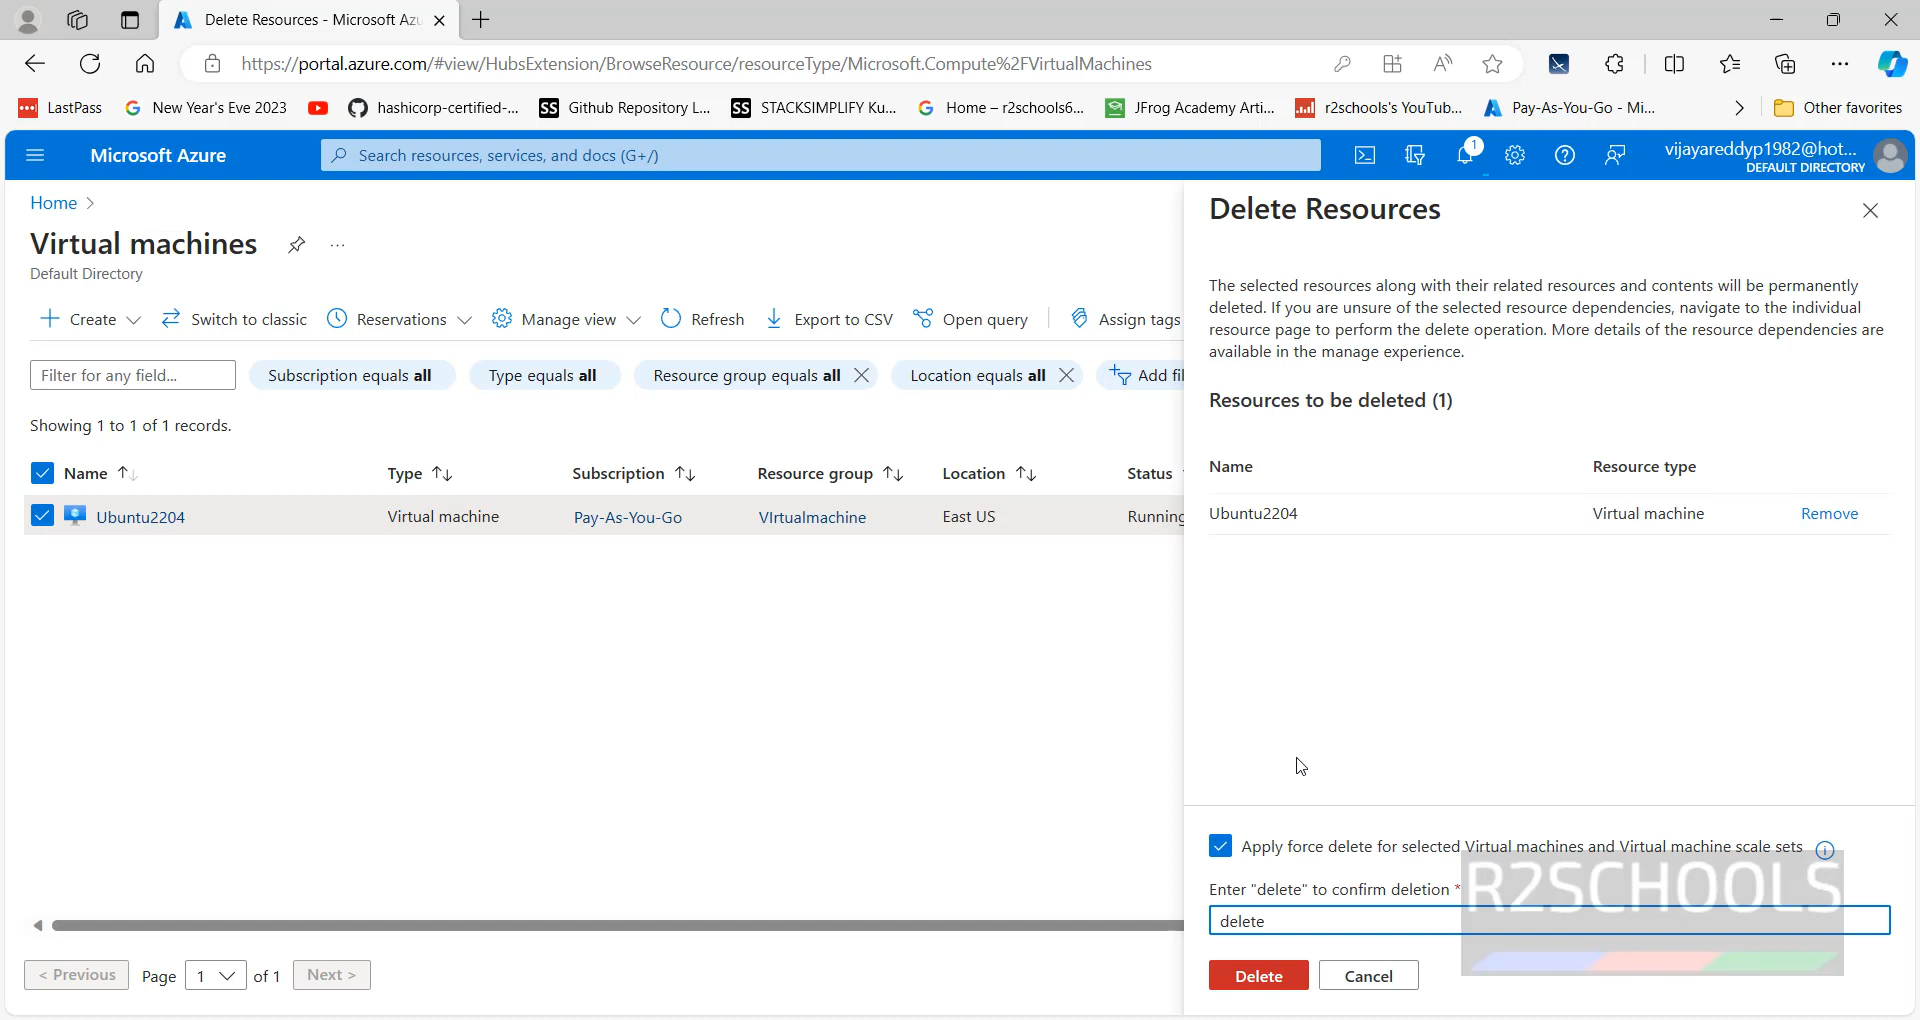 Delete Resources - Microsoft Azu
https://portal.azure.com/#view/HubsExtension/BrowseResource/resourceType/Microsoft.Compute%2FVirtualMachines
LastPass
New Year's Eve 2023
hashicorp-certified-...
SS Github Repository L...
SS STACKSIMPLIFY Ku...
Home – r2schools6...
JFrog Academy Arti...
r2schools's YouTub...
Pay-As-You-Go - Mi...
Other favorites
Microsoft Azure
Search resources, services, and docs (G+/)
1
vijayareddyp1982@hot...
DEFAULT DIRECTORY
Home >
Virtual machines
...
Default Directory
+ Create
Switch to classic
Reservations
Manage view
Refresh
Export to CSV
Open query
Assign tags
Filter for any field...
Subscription equals all
Type equals all
Resource group equals all
Location equals all
Add fil
Showing 1 to 1 of 1 records.
Name
Type
Subscription
Resource group
Location
Status
Ubuntu2204
Virtual machine
Pay-As-You-Go
VIrtualmachine
East US
Running
< Previous
Page
1
of 1
Next >
Delete Resources
The selected resources along with their related resources and contents will be permanently
deleted. If you are unsure of the selected resource dependencies, navigate to the individual
resource page to perform the delete operation. More details of the resource dependencies are
available in the manage experience.
Resources to be deleted (1)
Name
Resource type
Ubuntu2204
Virtual machine
Remove
Apply force delete for selected Virtual machines and Virtual machine scale sets
Enter "delete" to confirm deletion *
delete
R2SCHOOLS
Delete
Cancel